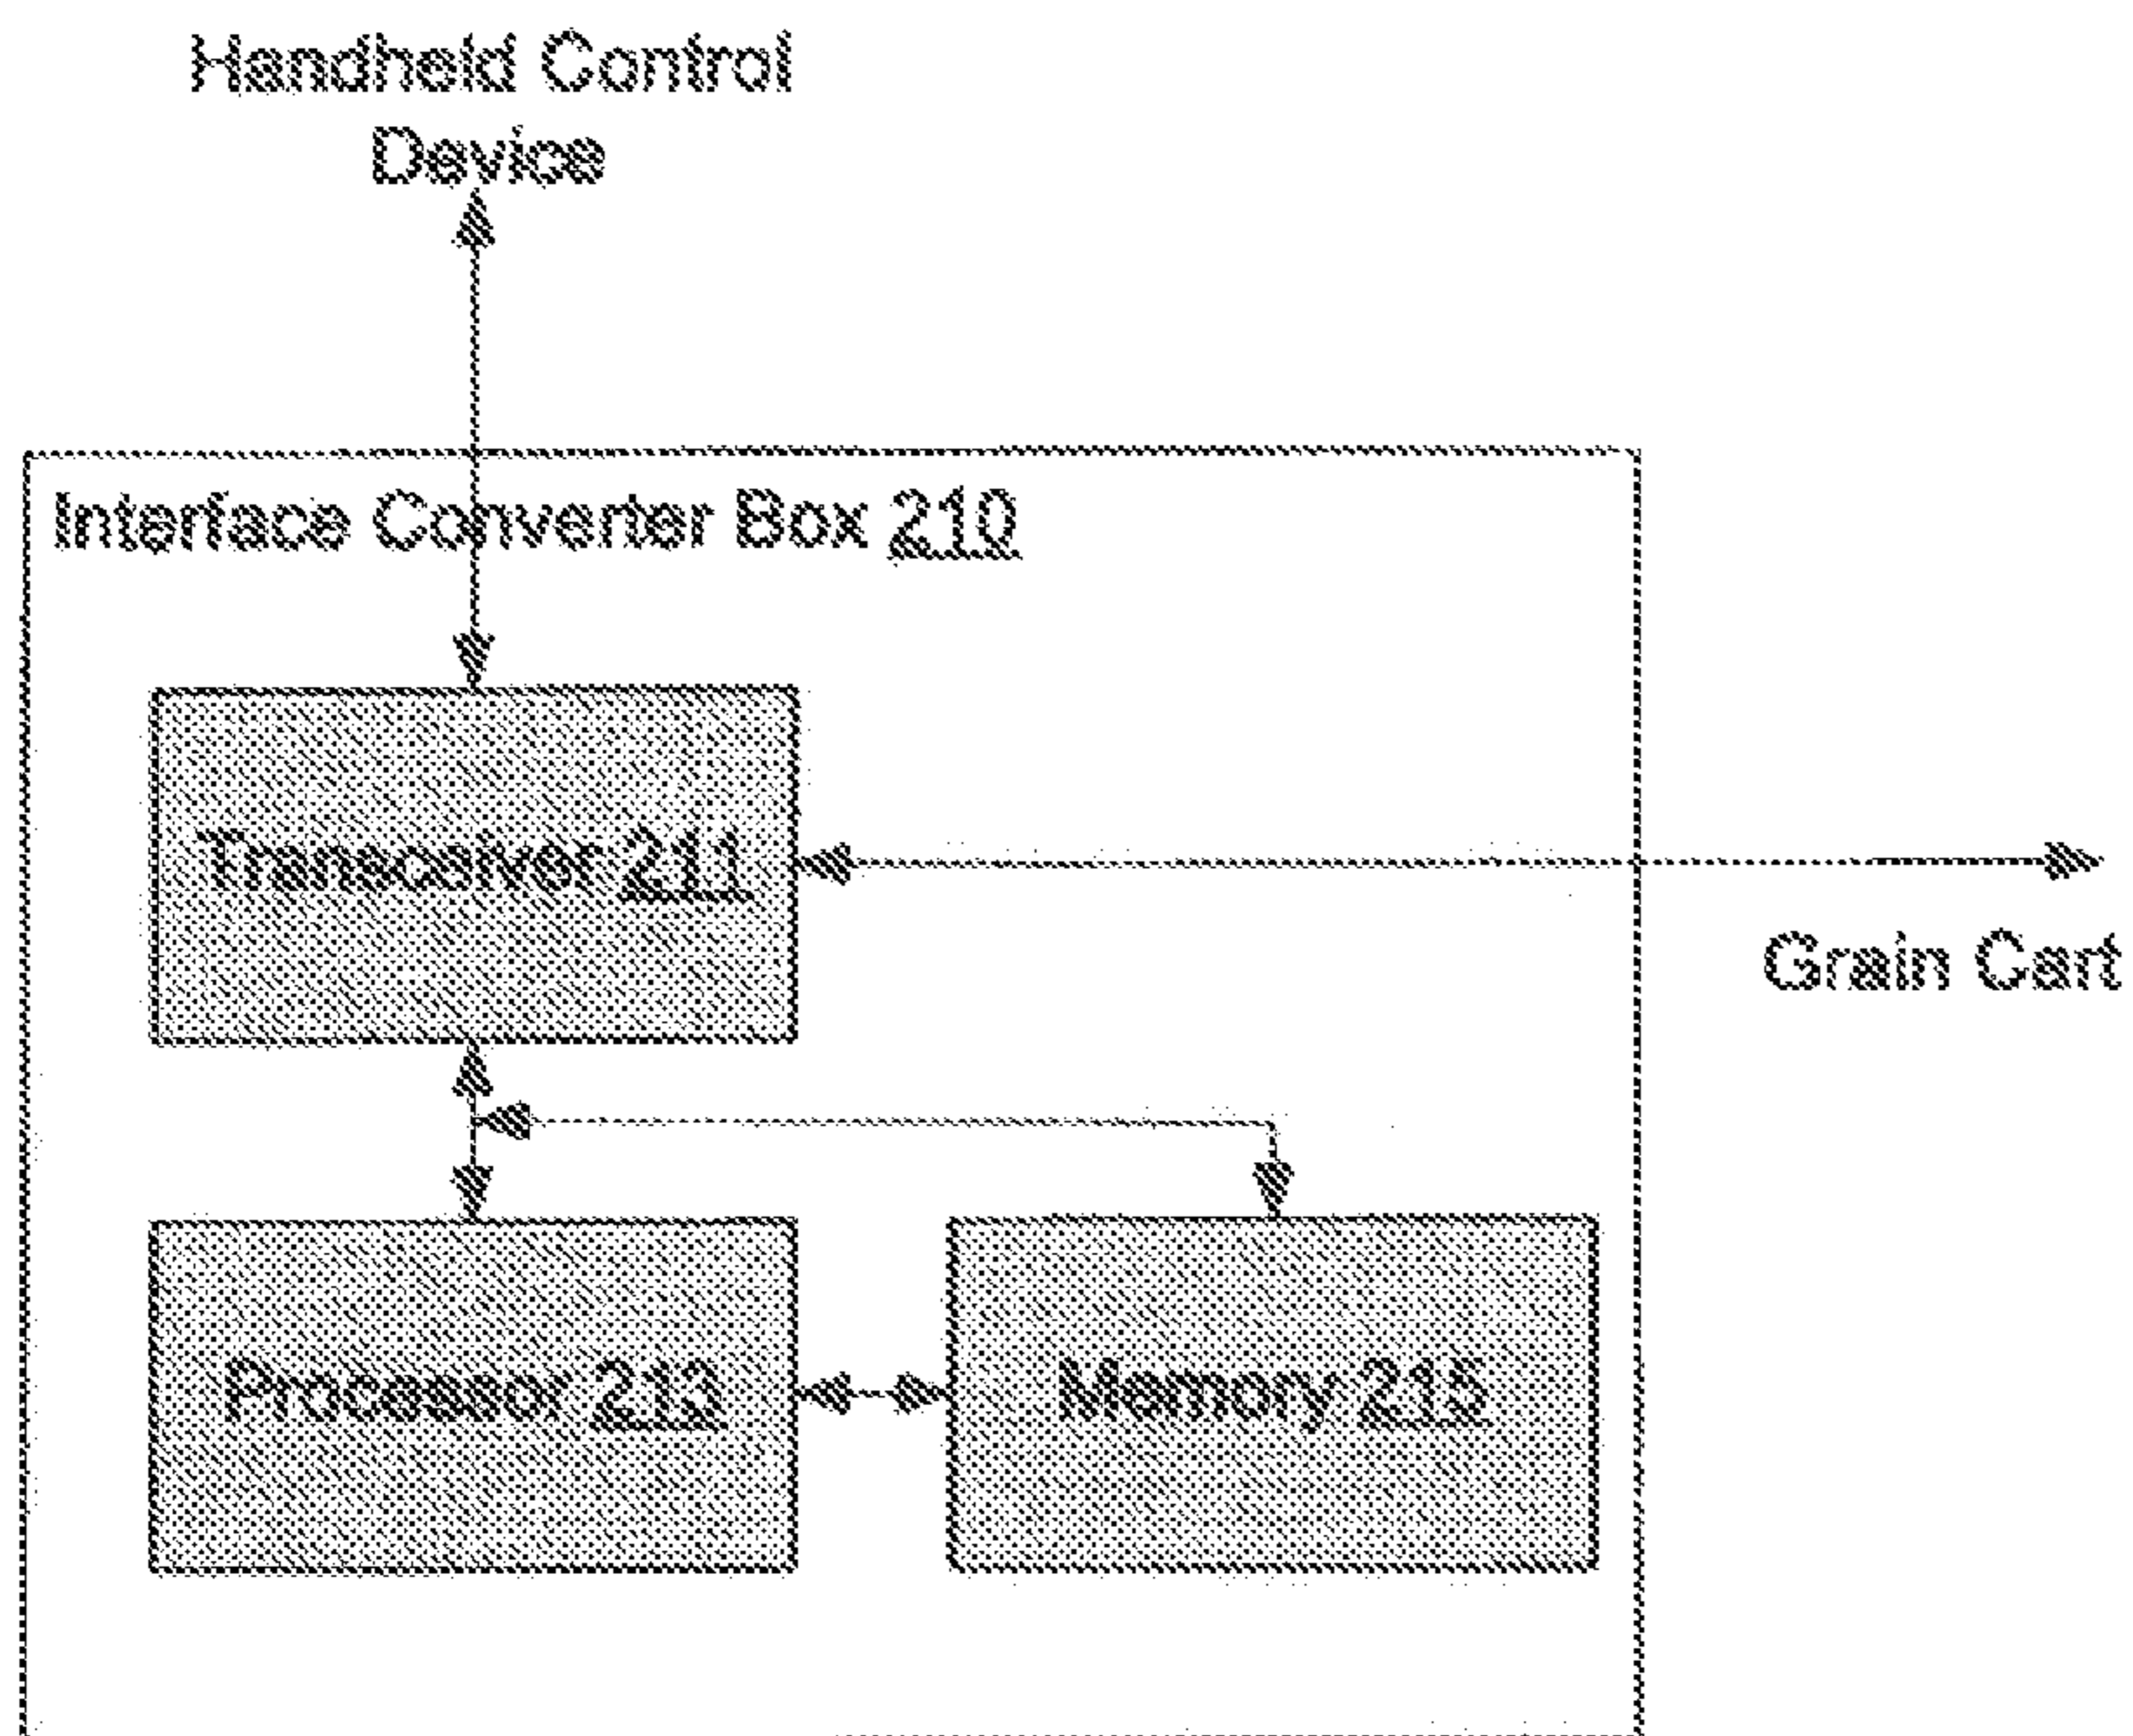 Handheld Control
Device
Interface Converter Box 210
Transceiver 211
Grain Cart
Processor 213
Memory 215